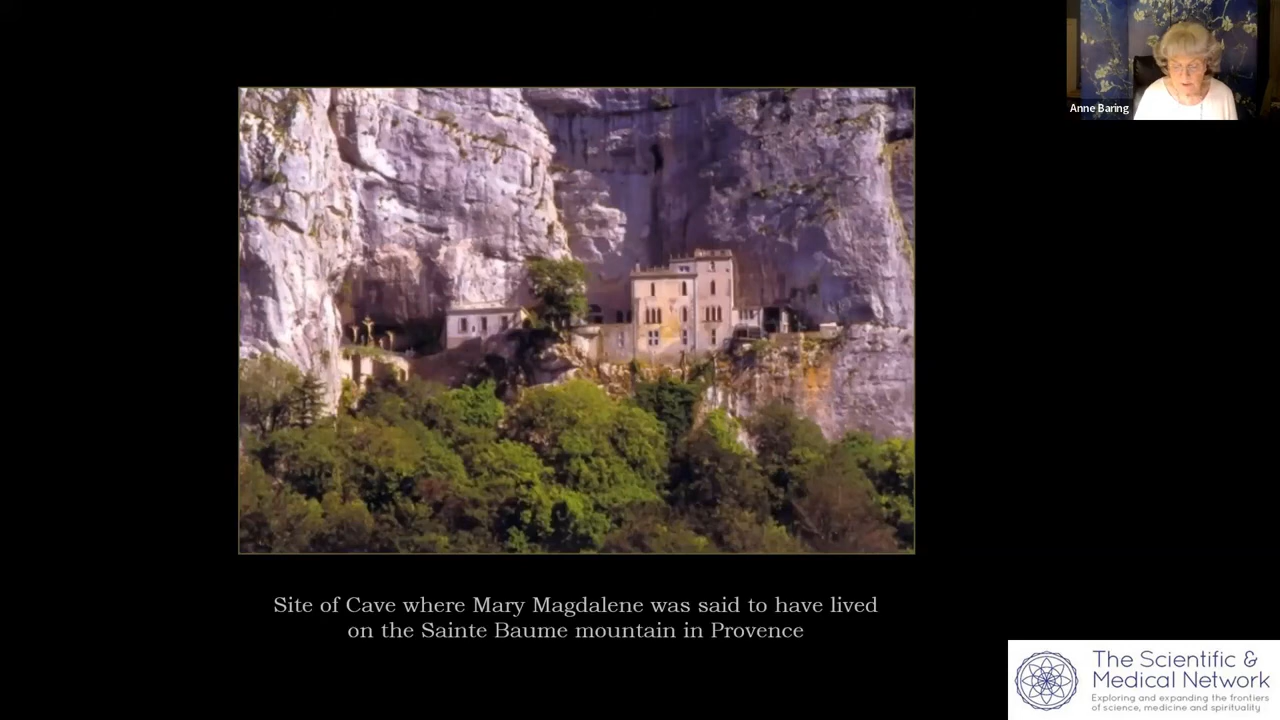 Anne Baring
Site of Cave where Mary Magdalene was said to have lived
on the Sainte Baume mountain in Provence
The Scientific &
Medical Network
Exploring and expanding the frontiers
of science, medicine and spirituality